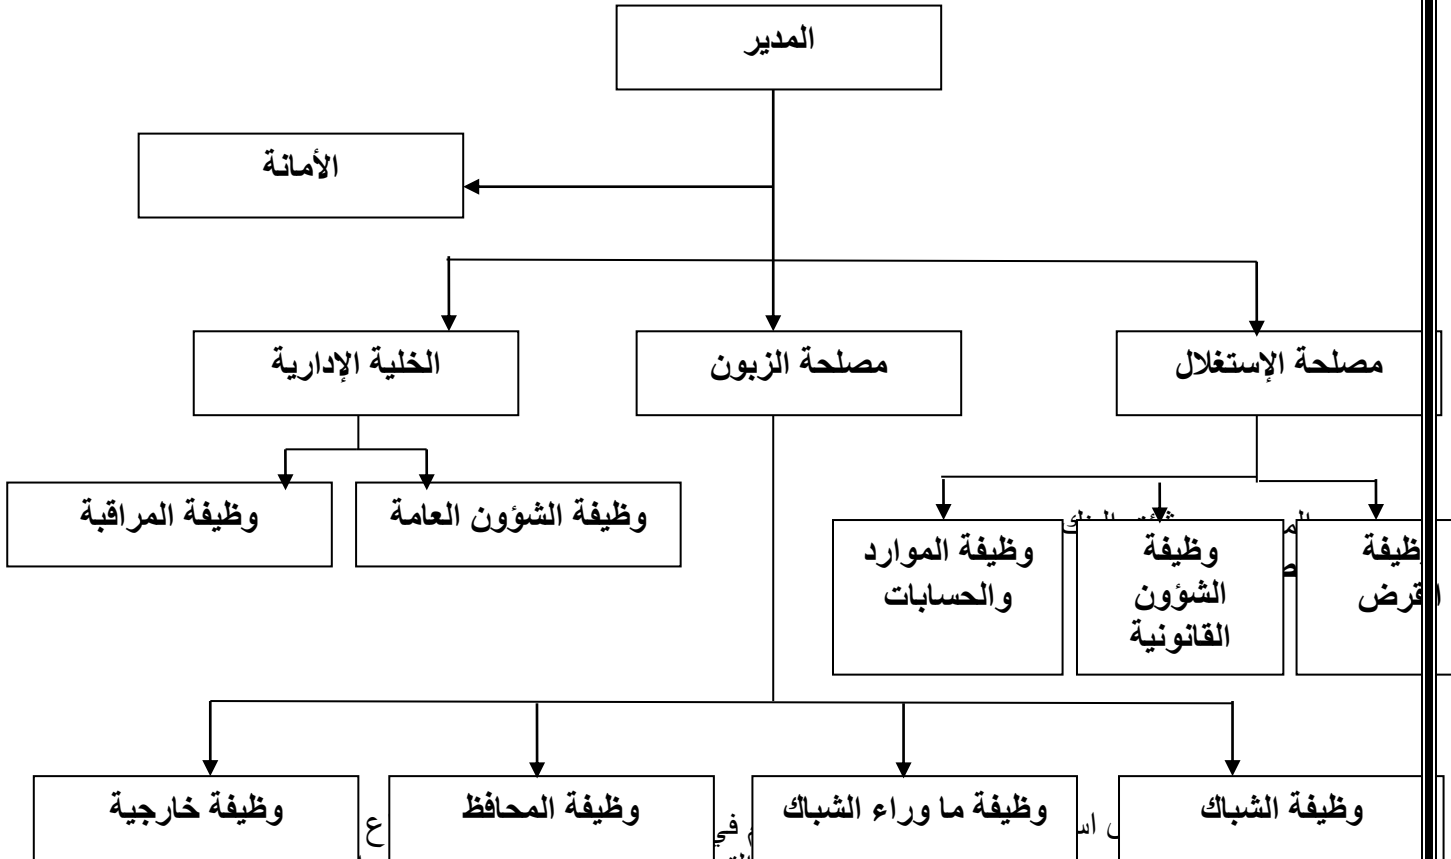 المدير
الأمانة
مصلحة الإستغلال
مصلحة الزبون
الخلية الإدارية
وظيفة الشؤون العامة
وظيفة المراقبة
وظيفة
وظيفة
الشؤون
القانونية
وظيفة الموارد
والحسابات
وظيفة الشباك
وظيفة ما وراء الشباك
وظيفة المحافظ
وظيفة خارجية